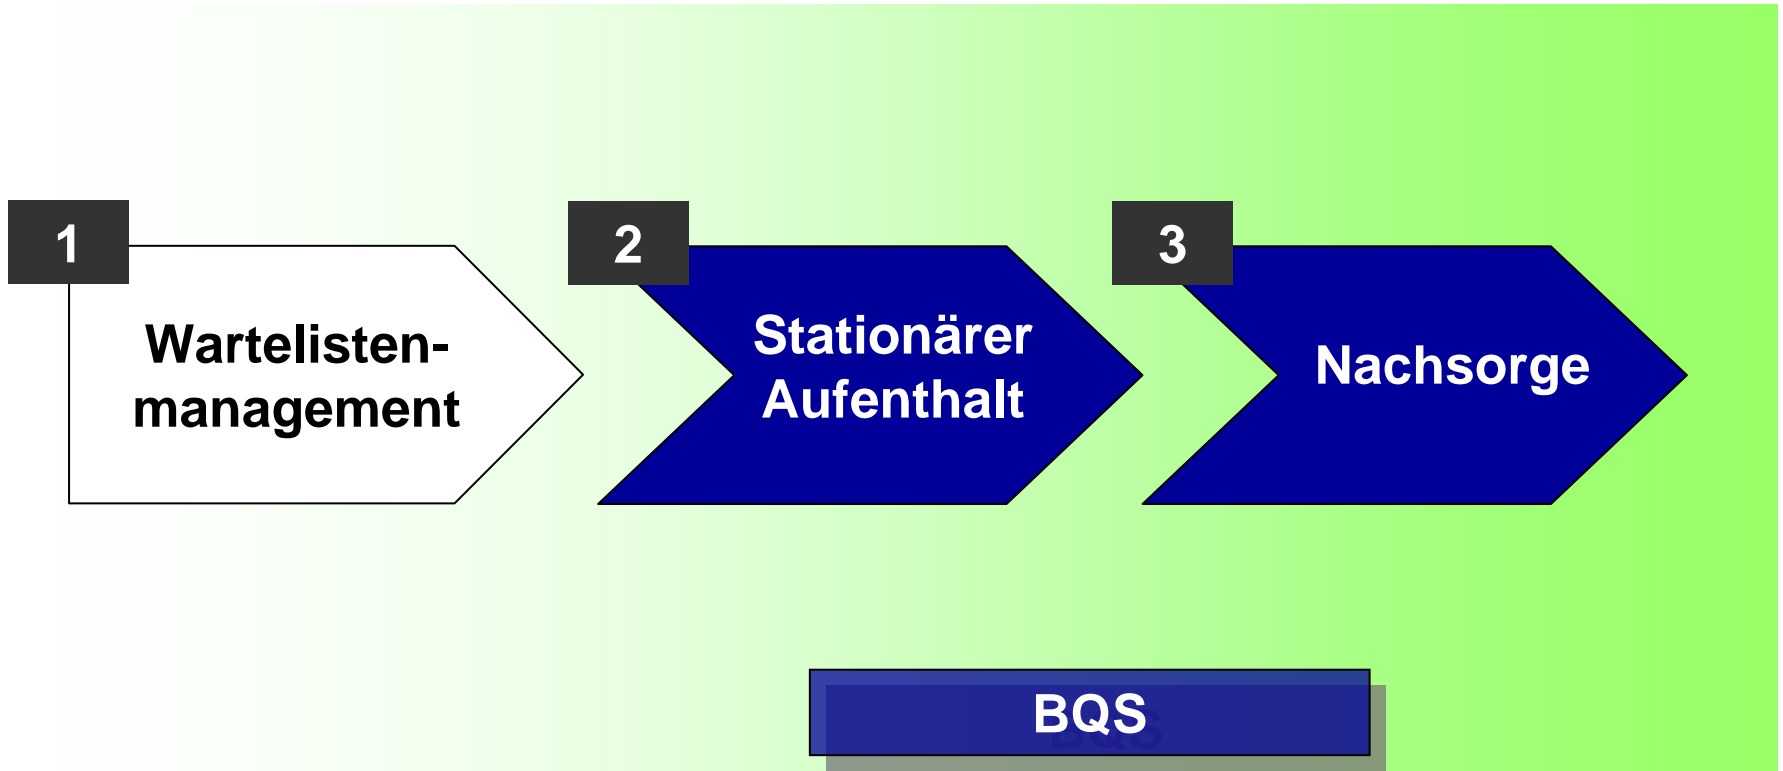 1
Wartelisten-
management
2
Stationärer
Aufenthalt
3
Nachsorge
BQS